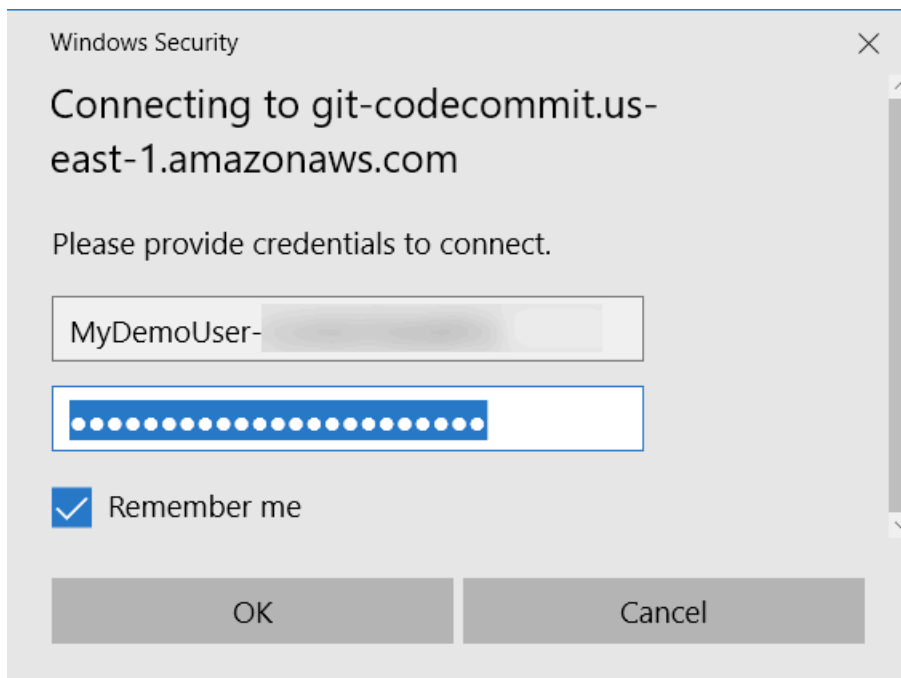 Windows Security
Connecting to git-codecommit.us-
east-1.amazonaws.com
Please provide credentials to connect.
MyDemoUser-
●●●●●●●●●●●●●●●●●●●●●●●
Remember me
OK
Cancel